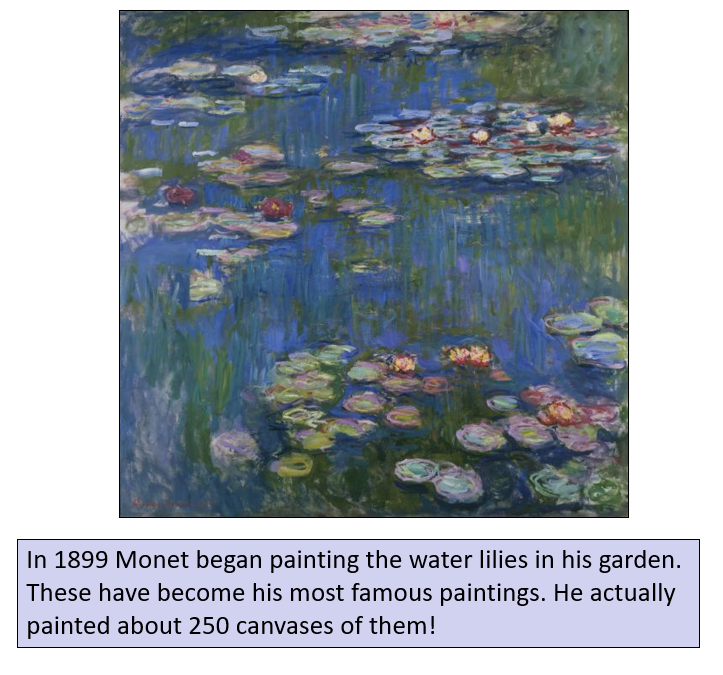 In 1899 Monet began painting the water lilies in his garden.
These have become his most famous paintings. He actually
painted about 250 canvases of them!